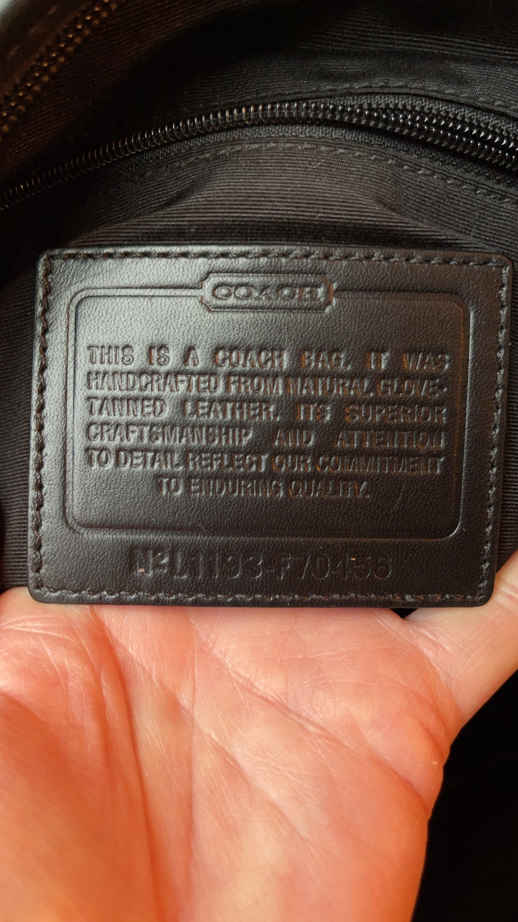 COACH
THIS IS A COACH BAG. IT WAS
HANDCRAFTED FROM NATURAL GLOVE-
TANNED LEATHER. ITS SUPERIOR
CRAFTSMANSHIP AND ATTENTION
TO DETAIL REFLECT OUR COMMITMENT
TO ENDURING QUALITY.